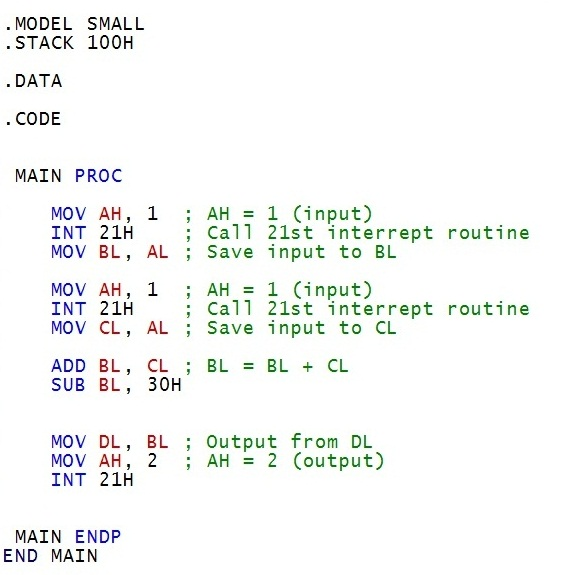 .MODEL SMALL
.STACK 100H
.DATA
.CODE
MAIN PROC
MOV AH, 1 ; AH = 1 (input)
INT 21H ; Call 21st interrept routine
MOV BL, AL ; Save input to BL
MOV AH, 1 ; AH = 1 (input)
INT 21H ; Call 21st interrept routine
MOV CL, AL ; Save input to CL
ADD BL, CL ; BL = BL + CL
SUB BL, 30H
MOV DL, BL ; Output from DL
MOV AH, 2 ; AH = 2 (output)
INT 21H
MAIN ENDP
END MAIN